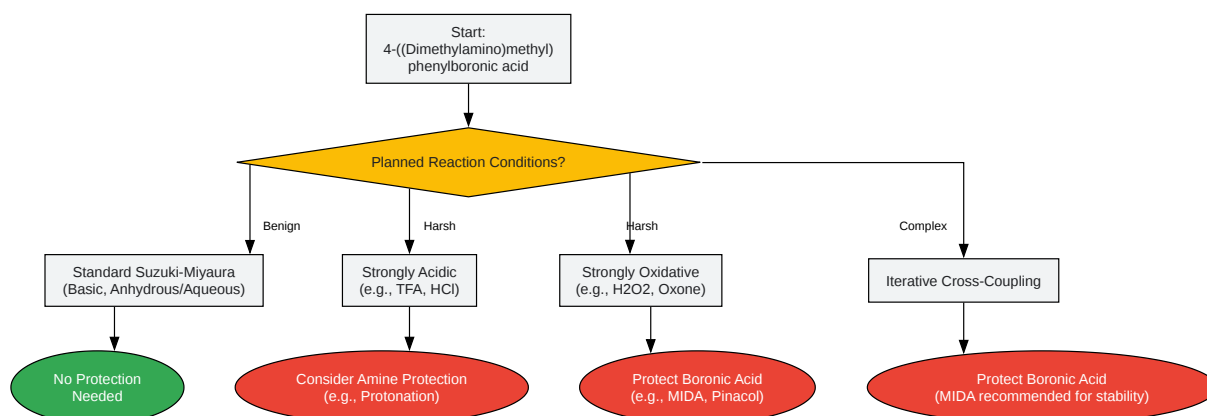 Start:
4-((Dimethylamino)methyl)
phenylboronic acid
Planned Reaction Conditions?
Benign
Harsh
Harsh
Complex
Standard Suzuki-Miyaura
(Basic, Anhydrous/Aqueous)
Strongly Acidic
(e.g., TFA, HCl)
Strongly Oxidative
(e.g., H2O2, Oxone)
Iterative Cross-Coupling
No Protection
Needed
Consider Amine Protection
(e.g., Protonation)
Protect Boronic Acid
(e.g., MIDA, Pinacol)
Protect Boronic Acid
(MIDA recommended for stability)